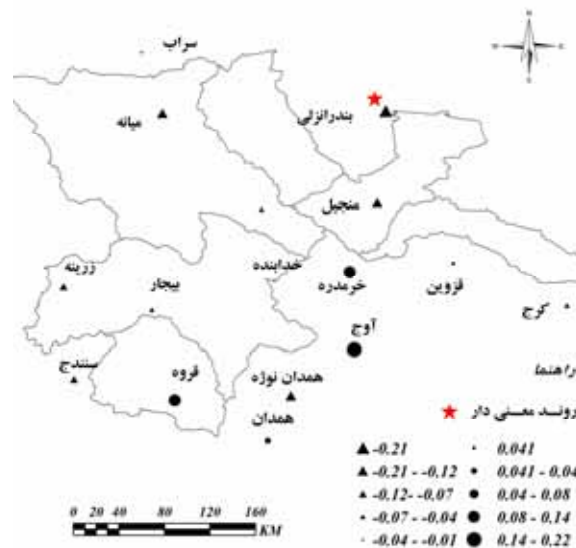 سراب
میانه
بندرانزلی
منجیل
زرینه
خدابنده
بیجار
خرمدره
قزوین
کرج
آوج
سنندج
قروه
همدان نوژه
همدان
راهنما
روند معنی دار
-0.21
0.041
-0.21 - -0.12
0.041 - 0.04
-0.12- -0.07
0.04 - 0.08
-0.07 - -0.04
0.08 - 0.14
-0.04 - -0.01
0.14 - 0.22
0 20 40 80 120 160
KM